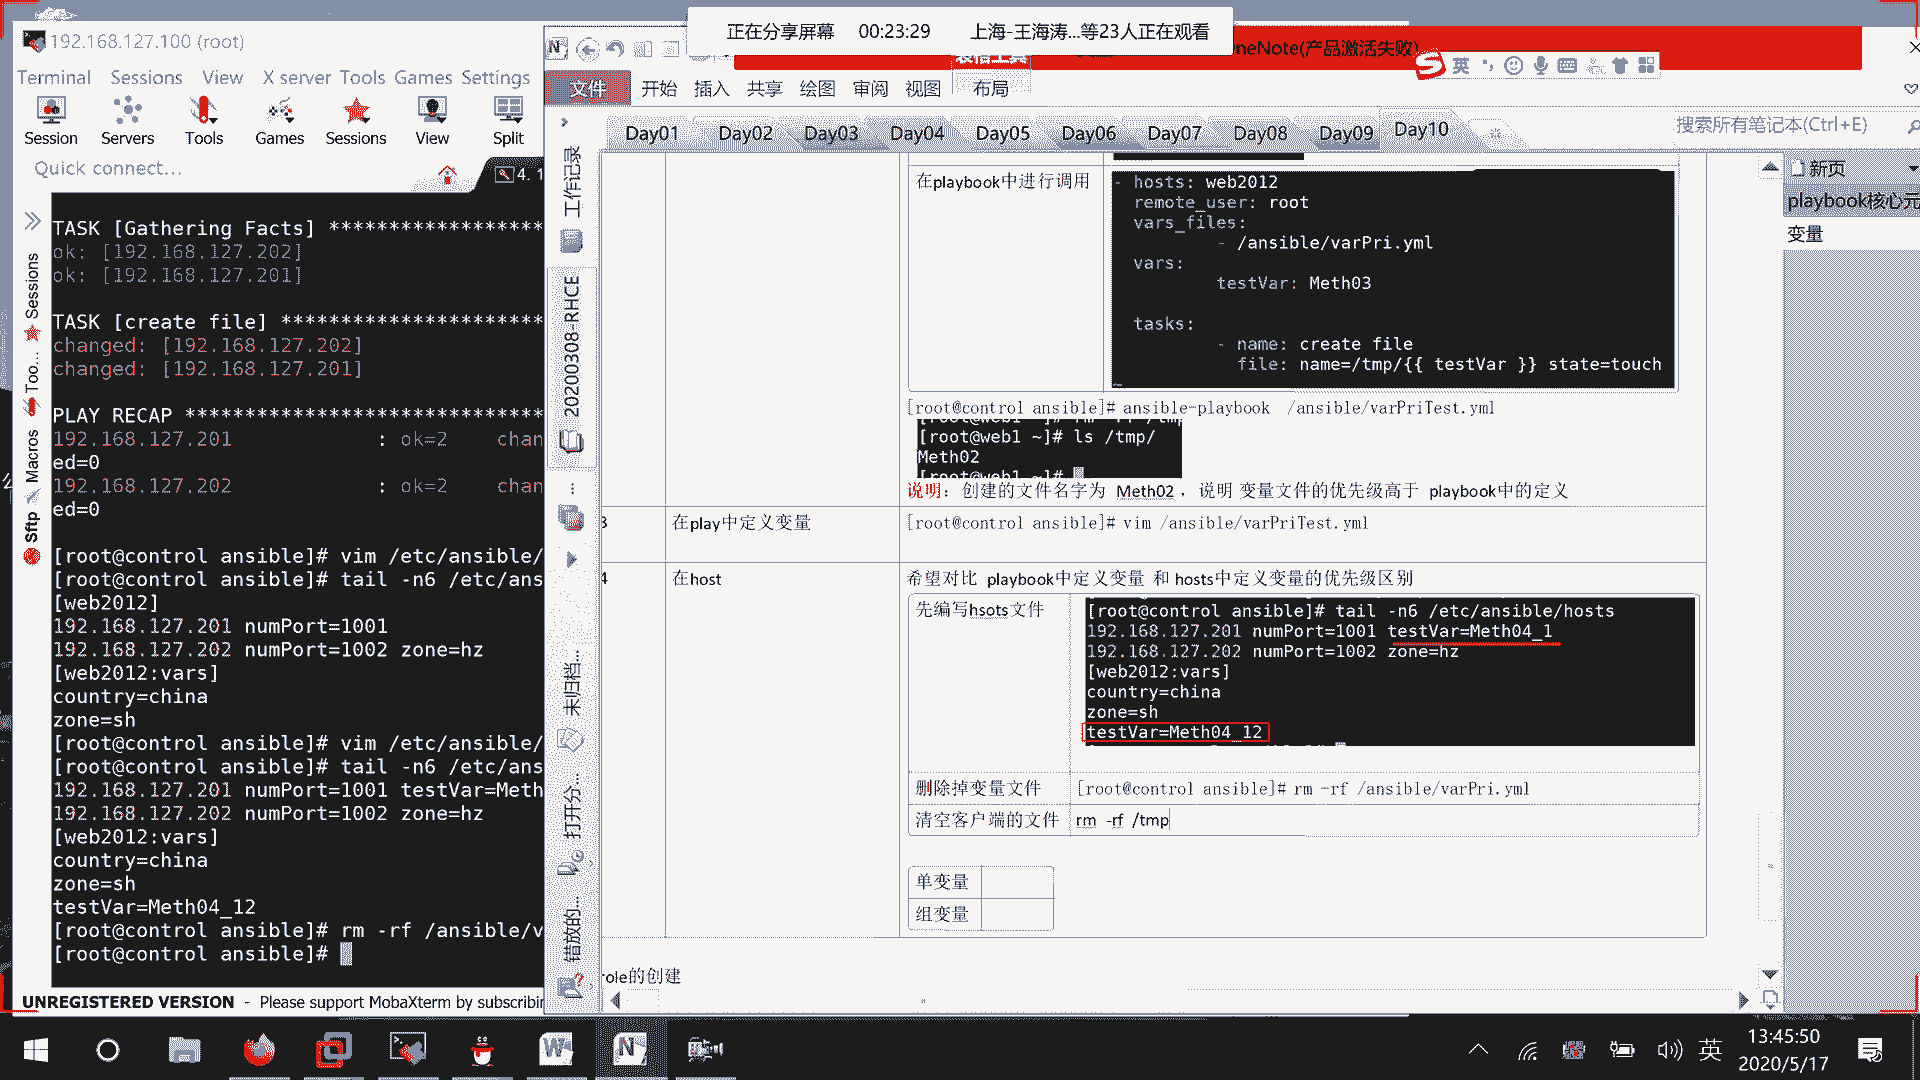 正在分享屏幕 00:23:29 上海-王海涛...等23人正在观看
192.168.127.100 (root)
Terminal Sessions View X server Tools Games Settings
Session Servers Tools Games Sessions View Split
Quick connect...
4. 1
Sessions
Too...
Macros
Sftp
TASK [Gathering Facts] *****************
ok: [192.168.127.202]
ok: [192.168.127.201]
TASK [create file] *********************
changed: [192.168.127.202]
changed: [192.168.127.201]
PLAY RECAP *****************************
192.168.127.201 : ok=2 chan
ed=0
192.168.127.202 : ok=2 chan
ed=0
[root@control ansible]# vim /etc/ansible/
[root@control ansible]# tail -n6 /etc/ans
[web2012]
192.168.127.201 numPort=1001
192.168.127.202 numPort=1002 zone=hz
[web2012:vars]
country=china
zone=sh
[root@control ansible]# vim /etc/ansible/
[root@control ansible]# tail -n6 /etc/ans
192.168.127.201 numPort=1001 testVar=Meth
192.168.127.202 numPort=1002 zone=hz
[web2012:vars]
country=china
zone=sh
testVar=Meth04_12
[root@control ansible]# rm -rf /ansible/v
[root@control ansible]#
UNREGISTERED VERSION - Please support MobaXterm by subscribin
neNote(产品激活失败)
表格工具
英
文件 开始 插入 共享 绘图 审阅 视图 布局
Day01 Day02 Day03 Day04 Day05 Day06 Day07 Day08 Day09 Day10
搜索所有笔记本(Ctrl+E)
工作记录
20200308-RHCE
未归档...
打开分...
错放的...
新页
playbook核心元
变量
在playbook中进行调用
- hosts: web2012
remote_user: root
vars_files:
- /ansible/varPri.yml
vars:
testVar: Meth03
tasks:
- name: create file
file: name=/tmp/{{ testVar }} state=touch
[root@control ansible]# ansible-playbook /ansible/varPriTest.yml
[root@web1 ~]# ls /tmp/
Meth02
[root@web1 ~]#
说明：创建的文件名字为 Meth02 ，说明 变量文件的优先级高于 playbook中的定义
3 在play中定义变量 [root@control ansible]# vim /ansible/varPriTest.yml
4 在host 希望对比 playbook中定义变量 和 hosts中定义变量的优先级区别
先编写hsots文件
[root@control ansible]# tail -n6 /etc/ansible/hosts
192.168.127.201 numPort=1001 testVar=Meth04_1
192.168.127.202 numPort=1002 zone=hz
[web2012:vars]
country=china
zone=sh
testVar=Meth04_12
删除掉变量文件 [root@control ansible]# rm -rf /ansible/varPri.yml
清空客户端的文件 rm -rf /tmp
单变量
组变量
role的创建
英
13:45:50
2020/5/17